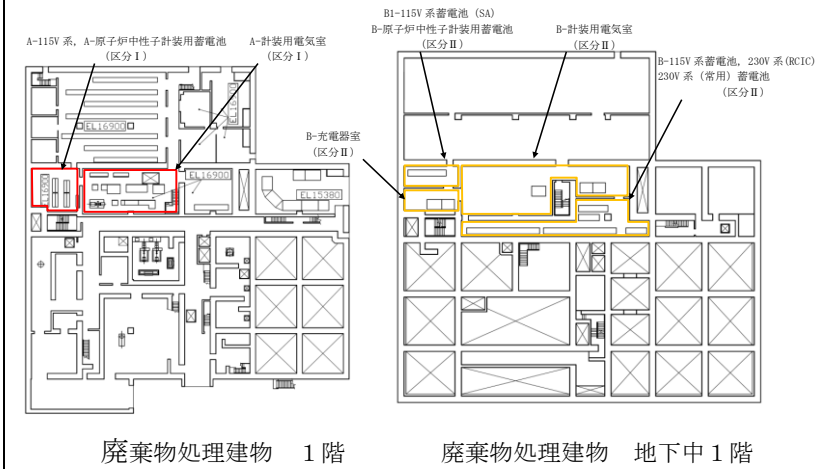 A-115V 系, A-原子炉中性子計装用蓄電池
(区分Ⅰ)
A-計装用電気室
(区分Ⅰ)
B1-115V 系蓄電池 (SA)
B-原子炉中性子計装用蓄電池
(区分Ⅱ)
B-計装用電気室
(区分Ⅱ)
B-115V 系蓄電池, 230V 系(RCIC)
230V 系 (常用) 蓄電池
(区分Ⅱ)
B-充電器室
(区分Ⅱ)
EL16900
EL16900
EL16900
EL16900
EL15380
廃棄物処理建物 1階
廃棄物処理建物 地下中1階